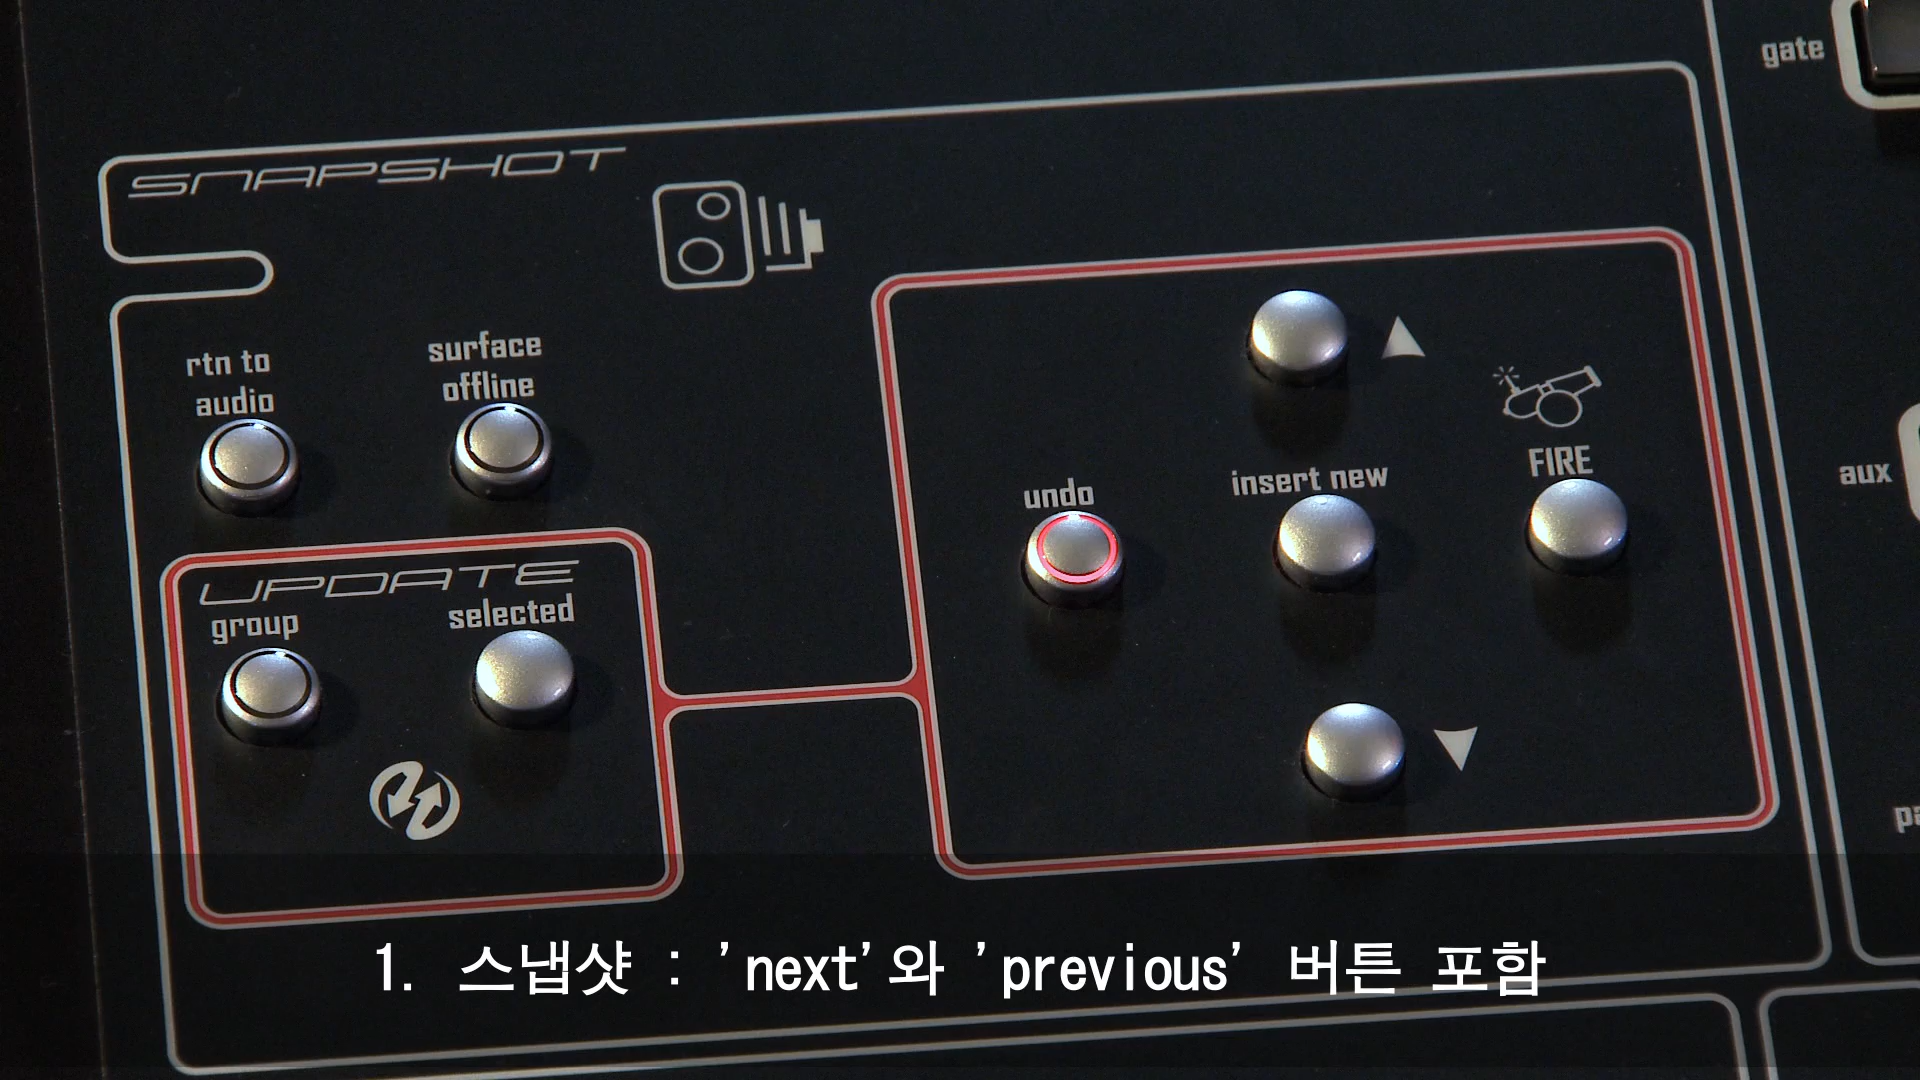 gate
SNAPSHOT
rtn to
audio
surface
offline
FIRE
insert new
undo
aux
UPDATE
group
selected
1. 스냅샷 : 'next'와 'previous' 버튼 포함